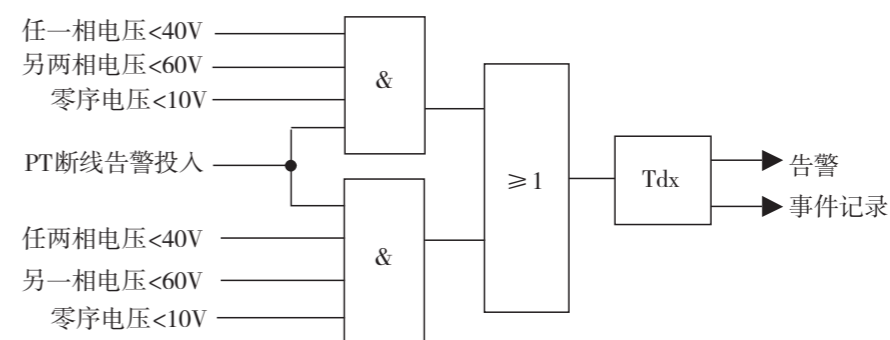 任一相电压<40V
另两相电压<60V
零序电压<10V
&
PT断线告警投入
≥1
Tdx
告警
事件记录
任两相电压<40V
另一相电压<60V
零序电压<10V
&